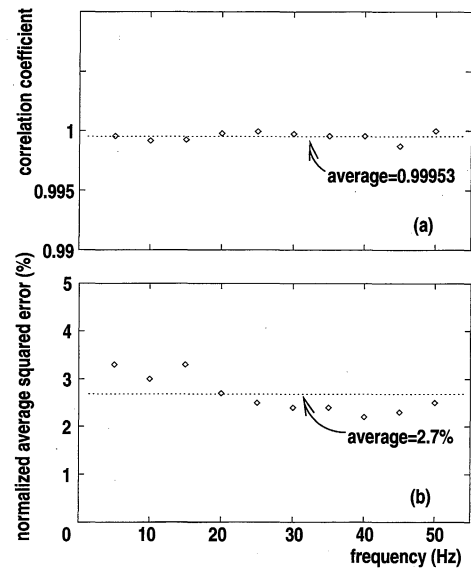 correlation coefficient
1
0.995
0.99
average=0.99953
(a)
normalized average squared error (%)
5
4
3
2
1
0
average=2.7%
(b)
0 10 20 30 40 50
frequency (Hz)